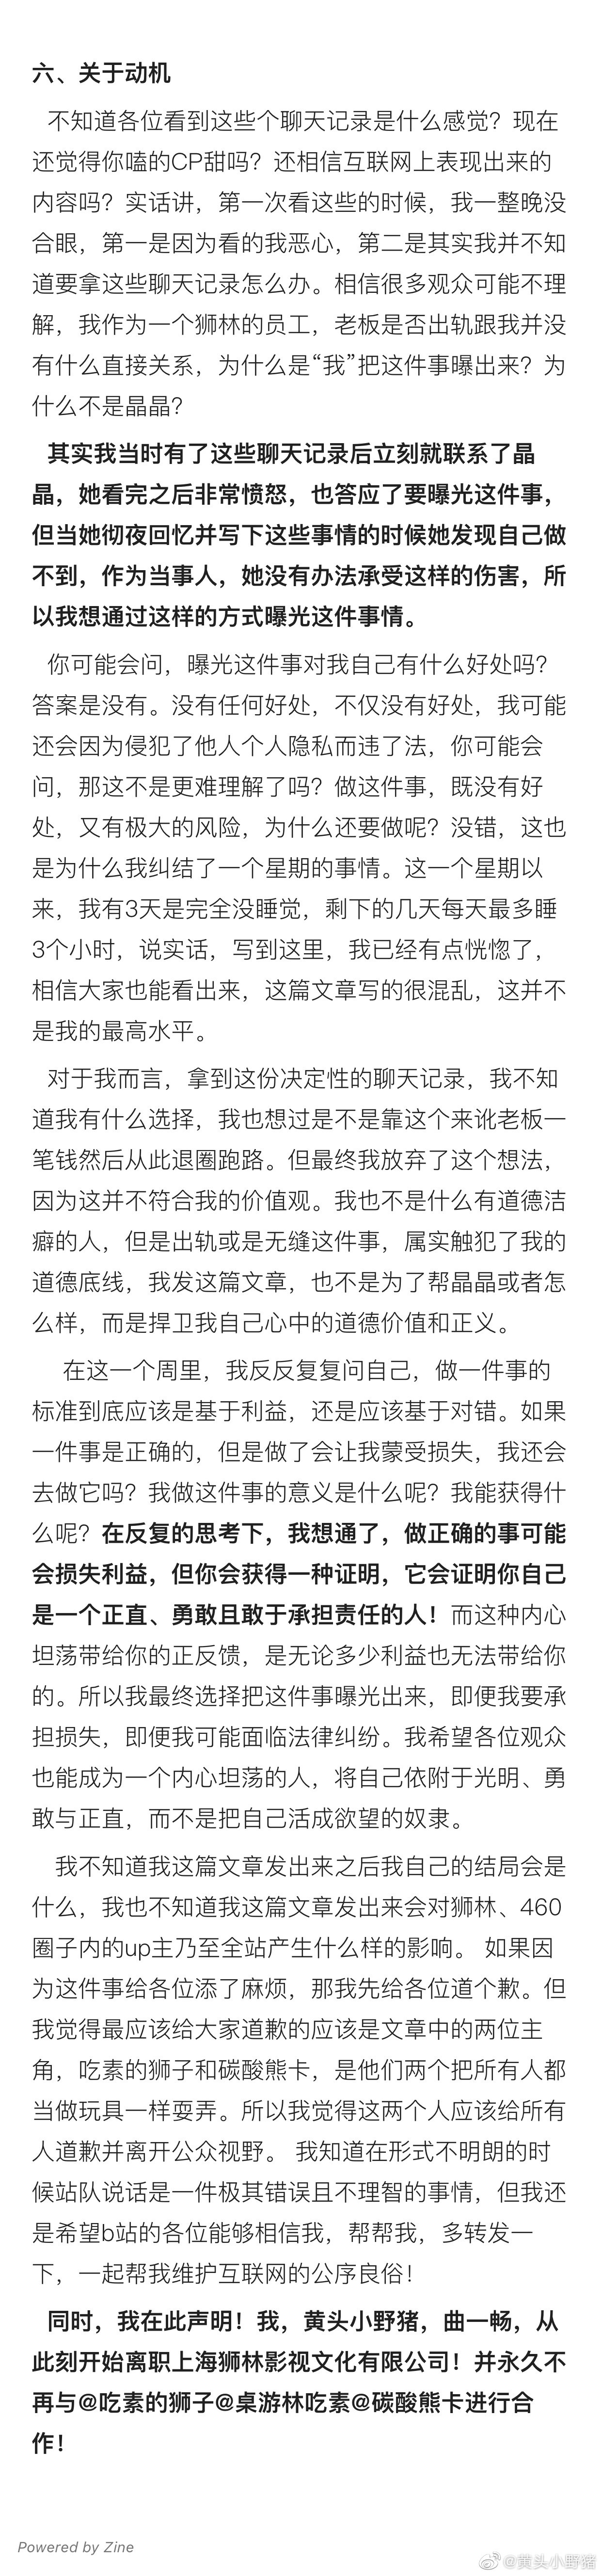 六、关于动机
不知道各位看到这些个聊天记录是什么感觉？现在
还觉得你嗑的CP甜吗？还相信互联网上表现出来的
内容吗？实话讲，第一次看这些的时候，我一整晚没
合眼，第一是因为看的我恶心，第二是其实我并不知
道要拿这些聊天记录怎么办。相信很多观众可能不理
解，我作为一个狮林的员工，老板是否出轨跟我并没
有什么直接关系，为什么是“我”把这件事曝出来？为
什么不是晶晶？
其实我当时有了这些聊天记录后立刻就联系了晶
晶，她看完之后非常愤怒，也答应了要曝光这件事，
但当她彻夜回忆并写下这些事情的时候她发现自己做
不到，作为当事人，她没有办法承受这样的伤害，所
以我想通过这样的方式曝光这件事情。
你可能会问，曝光这件事对我自己有什么好处吗？
答案是没有。没有任何好处，不仅没有好处，我可能
还会因为侵犯了他人个人隐私而违了法，你可能会
问，那这不是更难理解了吗？做这件事，既没有好
处，又有极大的风险，为什么还要做呢？没错，这也
是为什么我纠结了一个星期的事情。这一个星期以
来，我有3天是完全没睡觉，剩下的几天每天最多睡
3个小时，说实话，写到这里，我已经有点恍惚了，
相信大家也能看出来，这篇文章写的很混乱，这并不
是我的最高水平。
对于我而言，拿到这份决定性的聊天记录，我不知
道我有什么选择，我也想过是不是靠这个来讹老板一
笔钱然后从此退圈跑路。但最终我放弃了这个想法，
因为这并不符合我的价值观。我也不是什么有道德洁
癖的人，但是出轨或是无缝这件事，属实触犯了我的
道德底线，我发这篇文章，也不是为了帮晶晶或者怎
么样，而是捍卫我自己心中的道德价值和正义。
在这一个周里，我反反复复问自己，做一件事的
标准到底应该是基于利益，还是应该基于对错。如果
一件事是正确的，但是做了会让我蒙受损失，我还会
去做它吗？我做这件事的意义是什么呢？我能获得什
么呢？在反复的思考下，我想通了，做正确的事可能
会损失利益，但你会获得一种证明，它会证明你自己
是一个正直、勇敢且敢于承担责任的人！而这种内心
坦荡带给你的正反馈，是无论多少利益也无法带给你
的。所以我最终选择把这件事曝光出来，即便我要承
担损失，即便我可能面临法律纠纷。我希望各位观众
也能成为一个内心坦荡的人，将自己依附于光明、勇
敢与正直，而不是把自己活成欲望的奴隶。
我不知道我这篇文章发出来之后我自己的结局会是
什么，我也不知道我这篇文章发出来会对狮林、460
圈子内的up主乃至全站产生什么样的影响。 如果因
为这件事给各位添了麻烦，那我先给各位道个歉。但
我觉得最应该给大家道歉的应该是文章中的两位主
角，吃素的狮子和碳酸熊卡，是他们两个把所有人都
当做玩具一样耍弄。所以我觉得这两个人应该给所有
人道歉并离开公众视野。 我知道在形式不明朗的时
候站队说话是一件极其错误且不理智的事情，但我还
是希望b站的各位能够相信我，帮帮我，多转发一
下，一起帮我维护互联网的公序良俗！
同时，我在此声明！我，黄头小野猪，曲一畅，从
此刻开始离职上海狮林影视文化有限公司！并永久不
再与@吃素的狮子@桌游林吃素@碳酸熊卡进行合
作！
Powered by Zine
@黄头小野猪